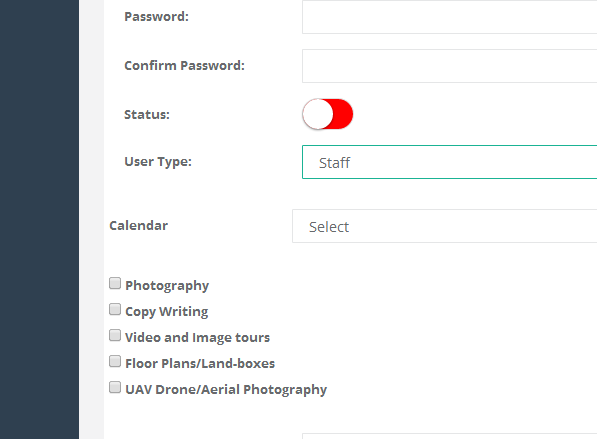 Password:
Confirm Password:
Status:
User Type:
Staff
Calendar
Select
Photography
Copy Writing
Video and Image tours
Floor Plans/Land-boxes
UAV Drone/Aerial Photography